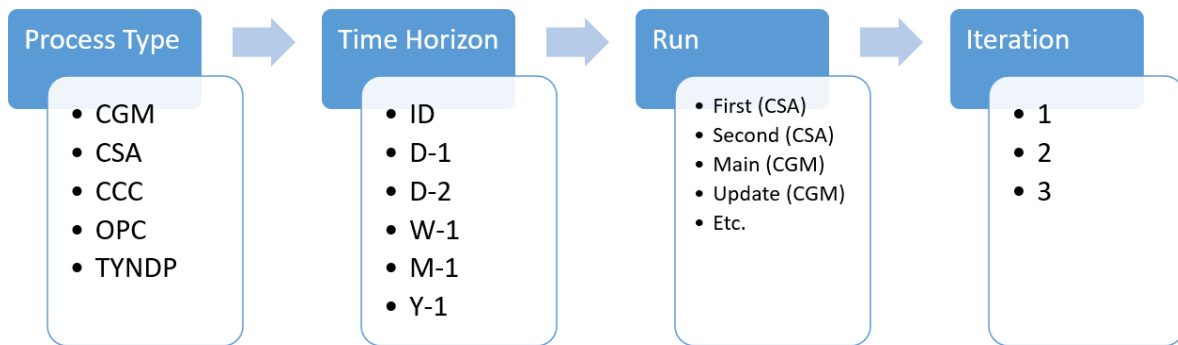 Process Type
• CGM
• CSA
• CCC
• OPC
• TYNDP
Time Horizon
• ID
• D-1
• D-2
• W-1
• M-1
• Y-1
Run
• First (CSA)
• Second (CSA)
• Main (CGM)
• Update (CGM)
• Etc.
Iteration
• 1
• 2
• 3